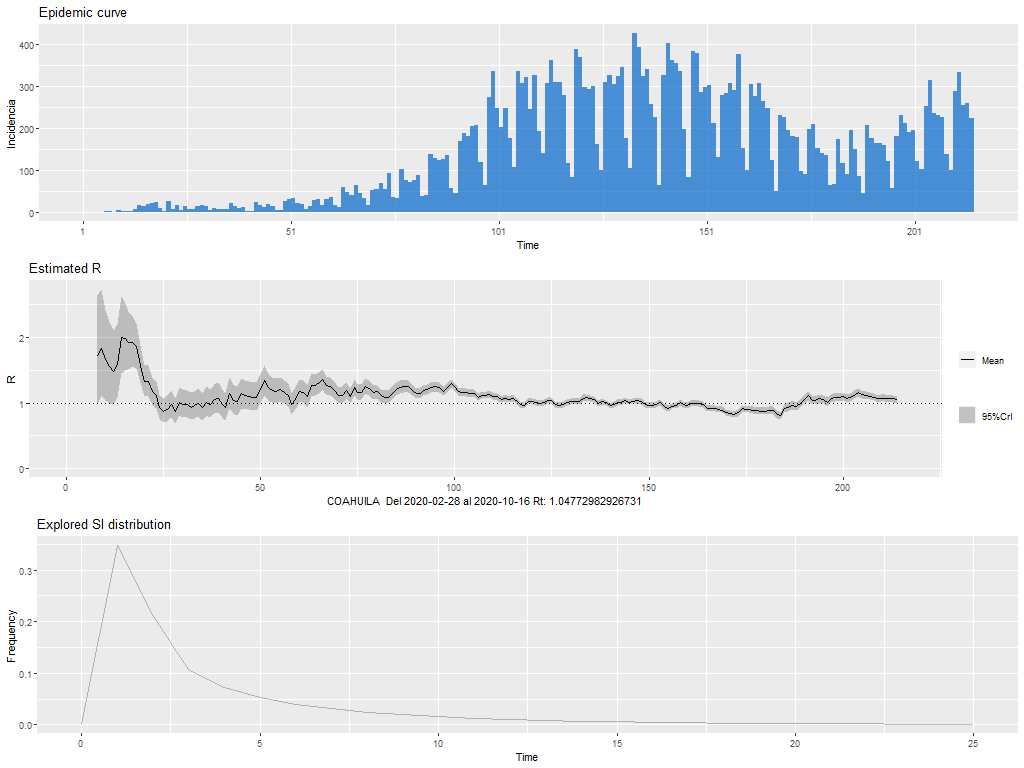 Epidemic curve
Incidencia
400
300
200
100
0
1 51 101 151 201
Time
Estimated R
R
2
1
0
0 50 100 150 200
Mean
95%CrI
COAHUILA Del 2020-02-28 al 2020-10-16 Rt: 1.04772982926731
Explored SI distribution
Frequency
0.3
0.2
0.1
0.0
0 5 10 15 20 25
Time